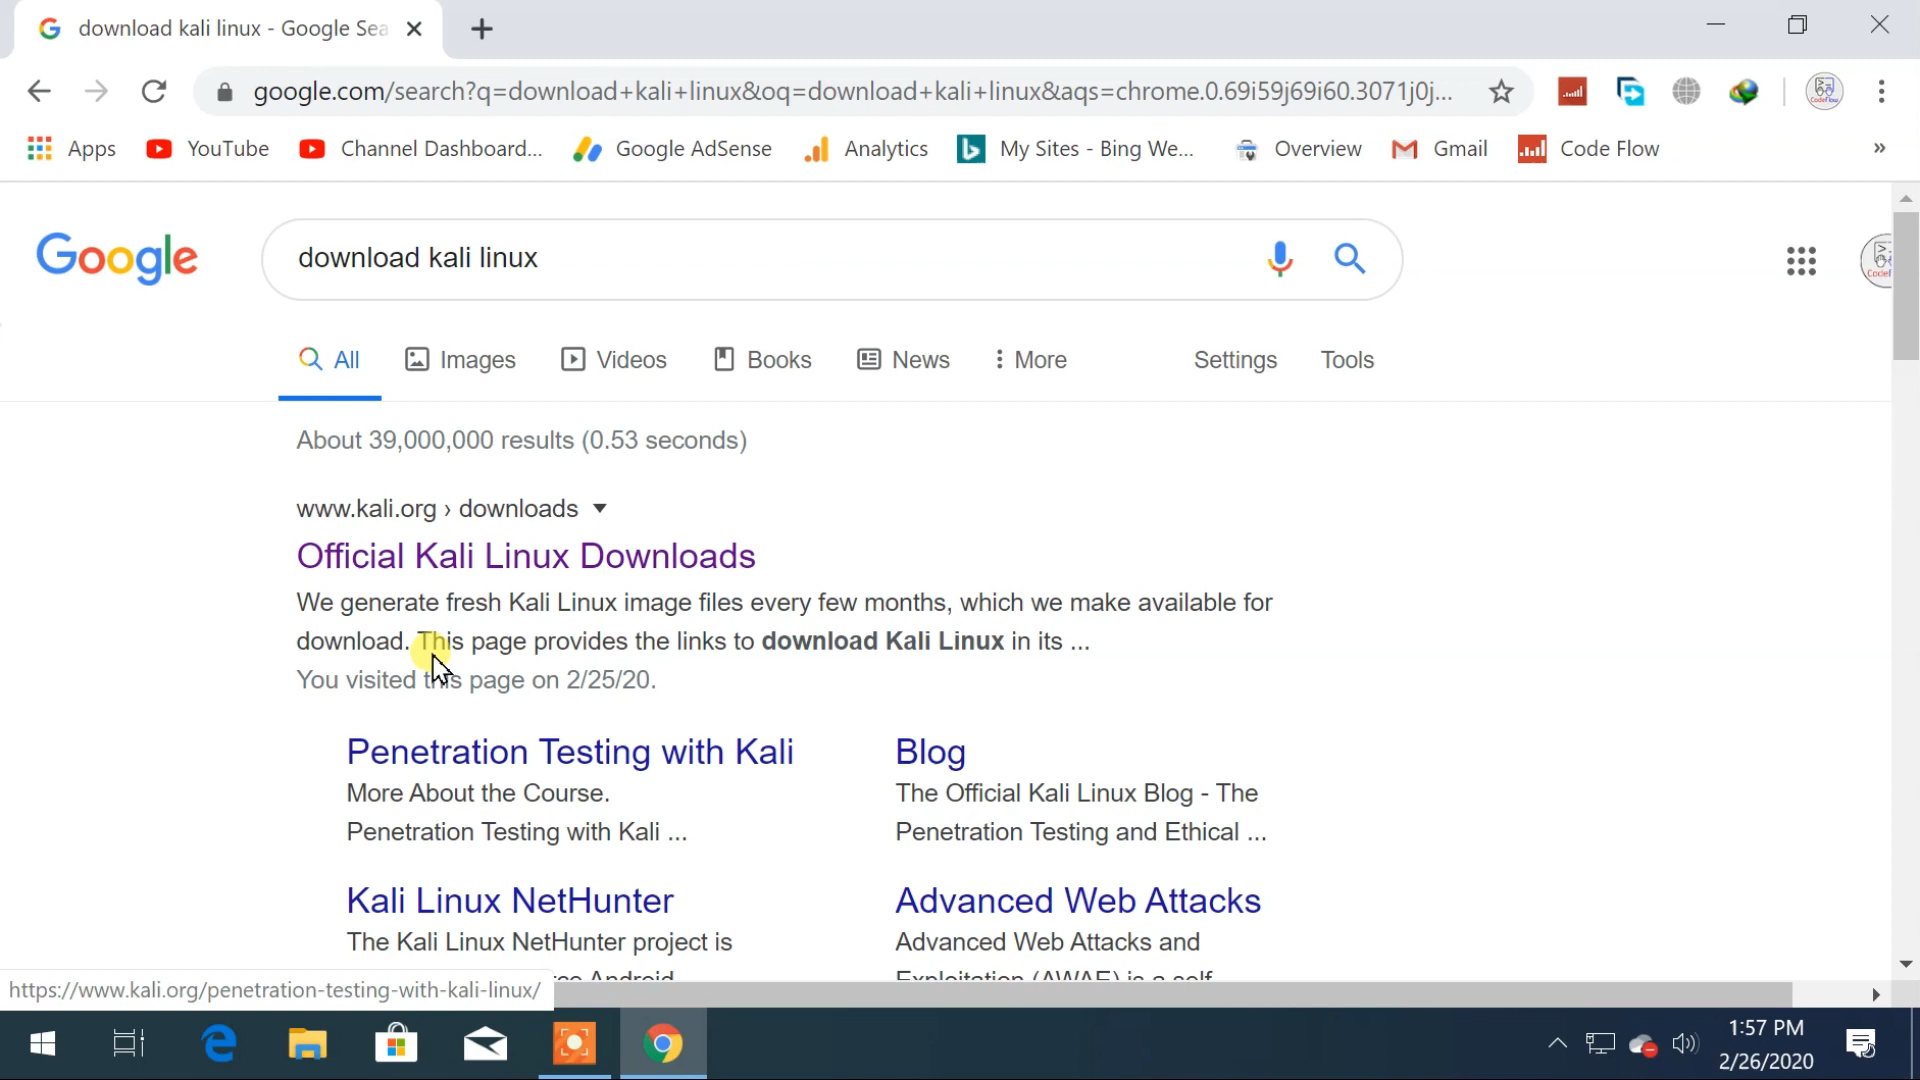 download kali linux - Google Sea
google.com/search?q=download+kali+linux&oq=download+kali+linux&aqs=chrome.0.69i59j69i60.3071j0j...
Apps YouTube Channel Dashboard... Google AdSense Analytics My Sites - Bing We... Overview Gmail Code Flow »
Google
download kali linux
All Images Videos Books News More Settings Tools
About 39,000,000 results (0.53 seconds)
www.kali.org › downloads
Official Kali Linux Downloads
We generate fresh Kali Linux image files every few months, which we make available for
download. This page provides the links to download Kali Linux in its ...
You visited this page on 2/25/20.
Penetration Testing with Kali
More About the Course.
Penetration Testing with Kali ...
Blog
The Official Kali Linux Blog - The
Penetration Testing and Ethical ...
Kali Linux NetHunter
The Kali Linux NetHunter project is
Advanced Web Attacks
Advanced Web Attacks and
Exploitation (AWAE) is a self
https://www.kali.org/penetration-testing-with-kali-linux/
1:57 PM
2/26/2020